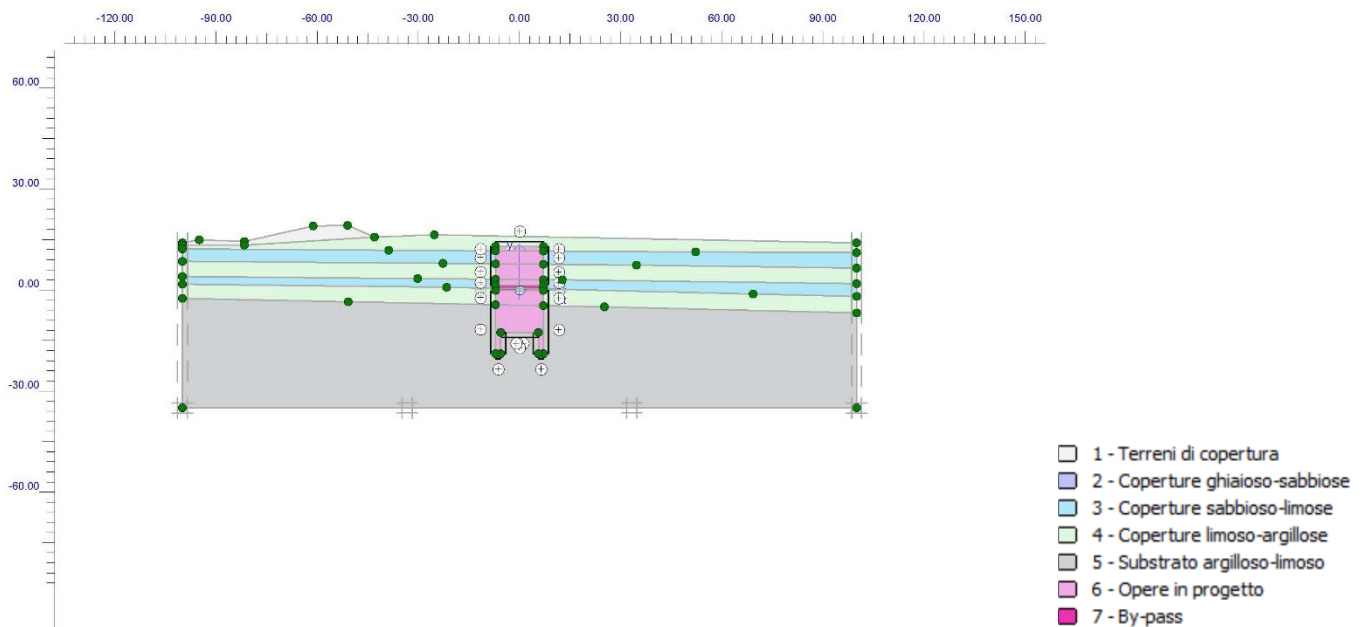 -120.00 -90.00 -60.00 -30.00 0.00 30.00 60.00 90.00 120.00 150.00
60.00
30.00
0.00
-30.00
-60.00
1 - Terreni di copertura
2 - Coperture ghiaioso-sabbiose
3 - Coperture sabbioso-limose
4 - Coperture limoso-argillose
5 - Substrato argilloso-limoso
6 - Opere in progetto
7 - By-pass